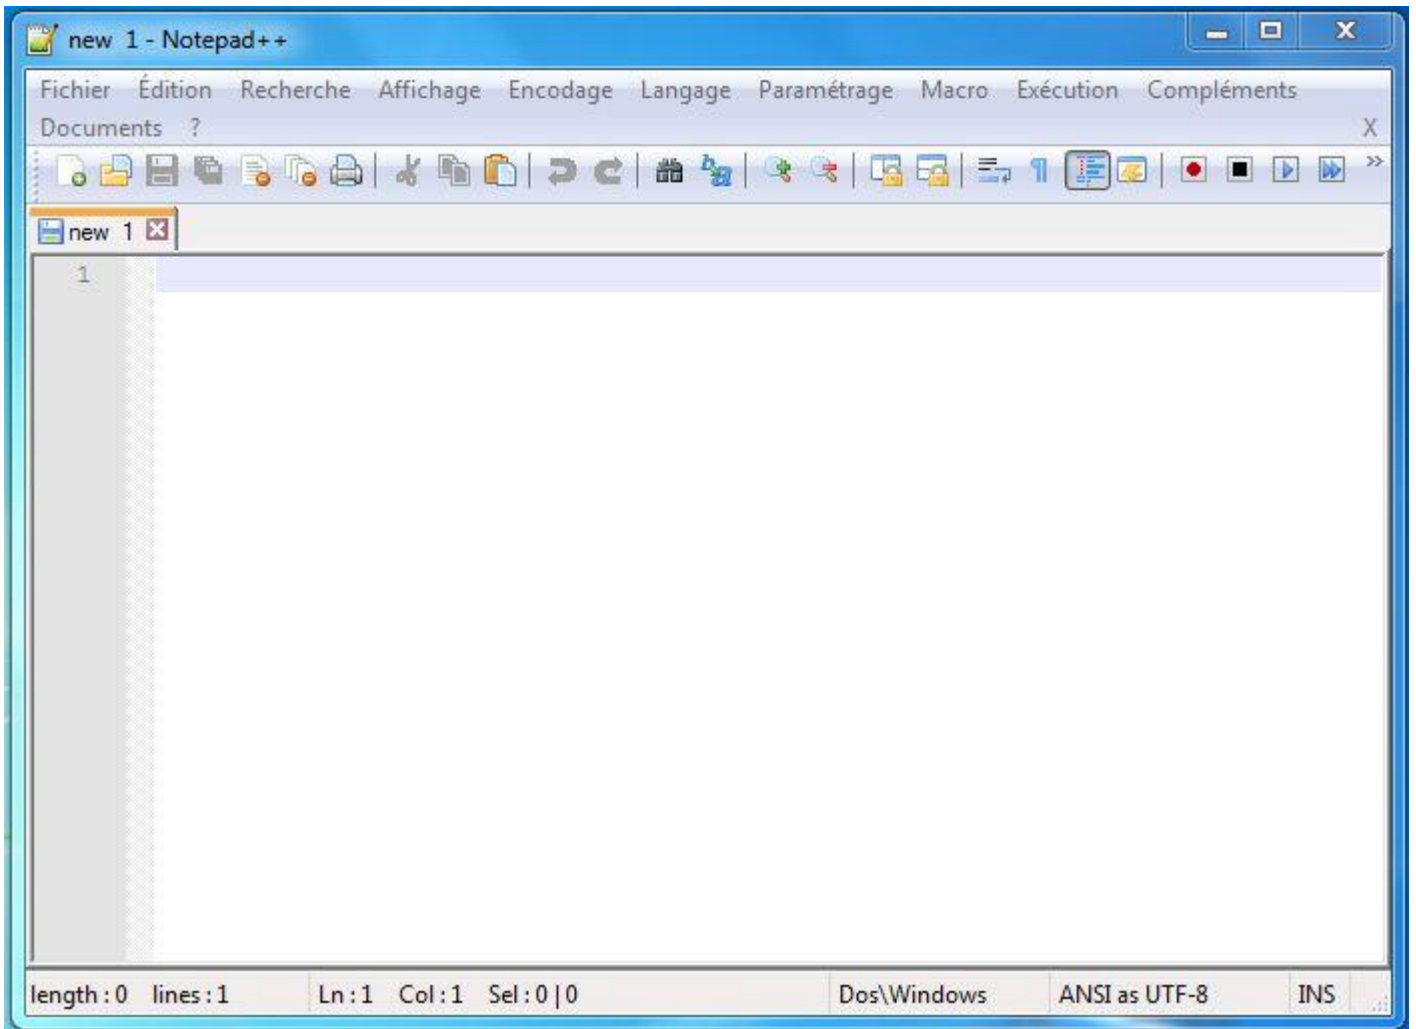 new 1 - Notepad++
Fichier Édition Recherche Affichage Encodage Langage Paramétrage Macro Exécution Compléments
Documents ? X
new 1
1
length : 0 lines : 1 Ln : 1 Col : 1 Sel : 0 | 0 Dos\Windows ANSI as UTF-8 INS